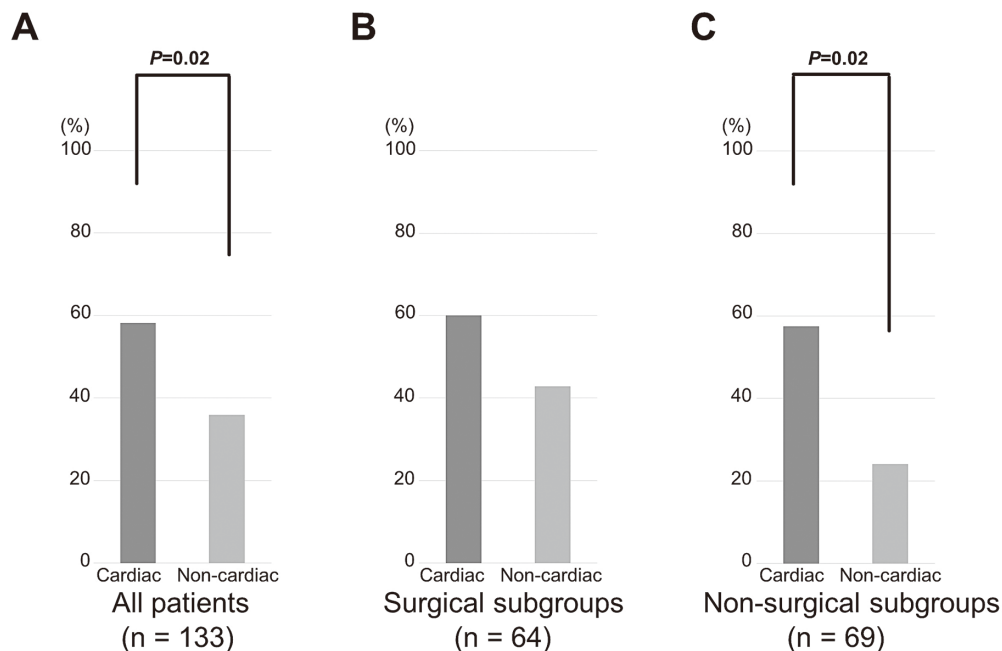 A
P=0.02
(%)
100
80
60
40
20
0
Cardiac Non-cardiac
All patients
(n = 133)
B
(%)
100
80
60
40
20
0
Cardiac Non-cardiac
Surgical subgroups
(n = 64)
C
P=0.02
(%)
100
80
60
40
20
0
Cardiac Non-cardiac
Non-surgical subgroups
(n = 69)